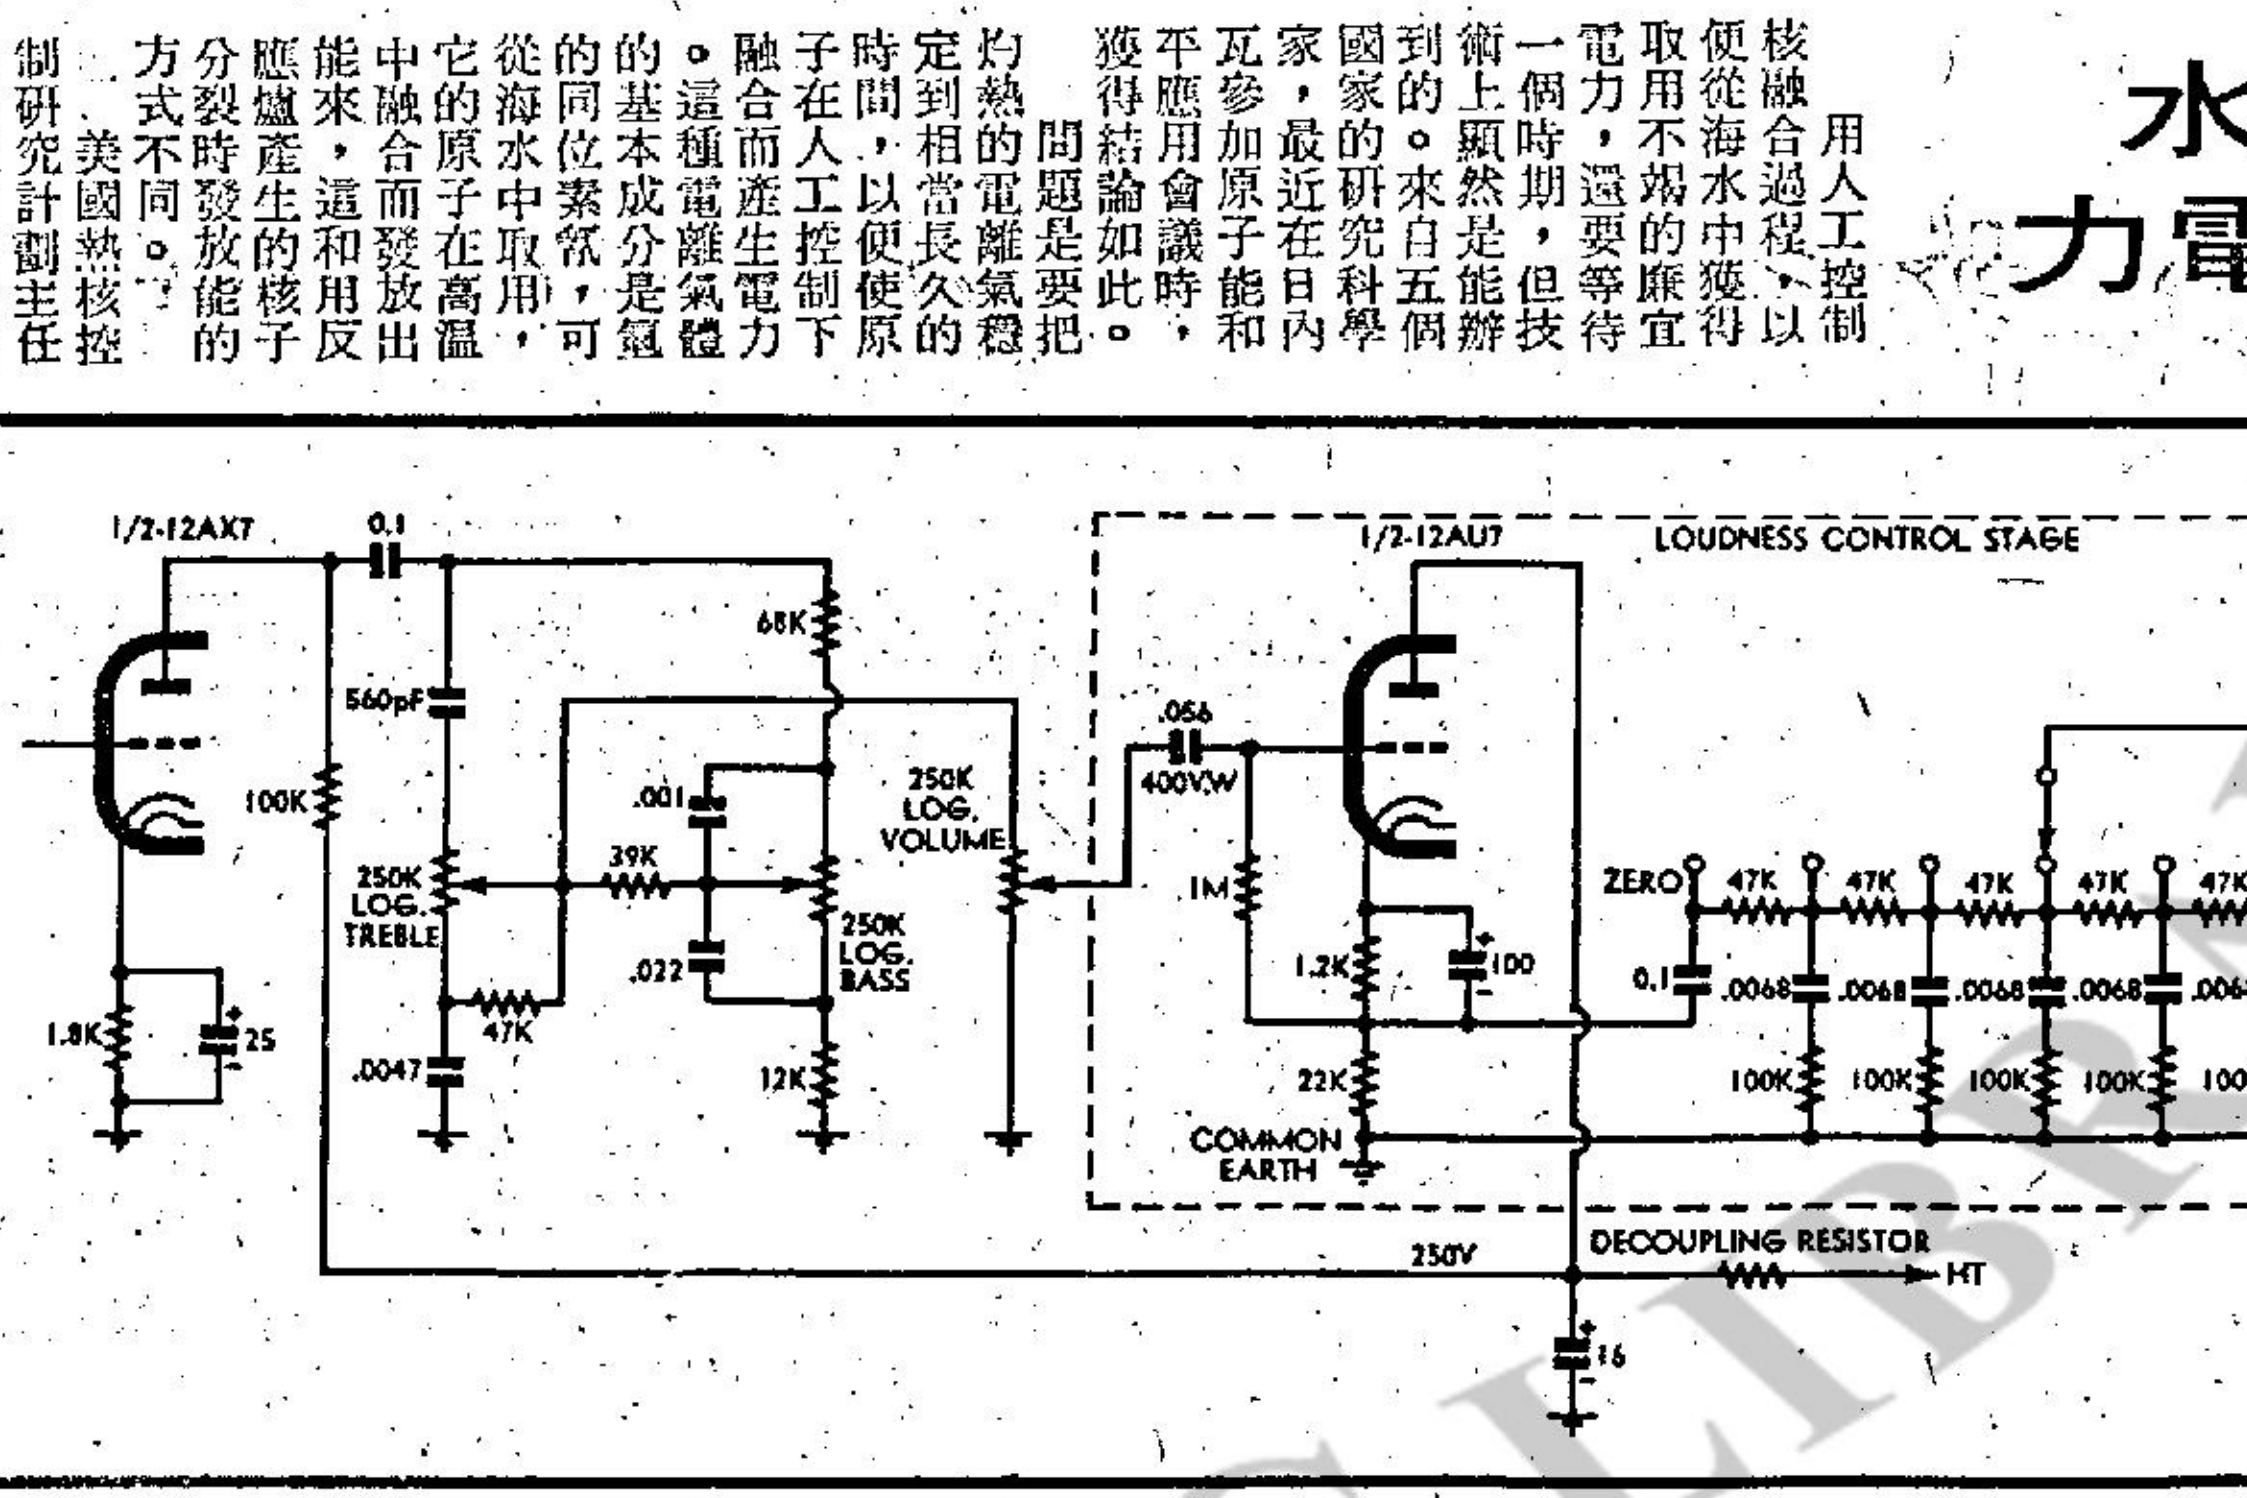 水
力電
用人工控制
核融合過程，以
便從海水中獲得
取用不竭的廉宜
電力，還要等待
一個時期，但技
術上顯然是能辦
到的。來自五個
國家的研究科學
家，最近在日內
瓦參加原子能和
平應用會議時，
獲得結論如此。
問題是要把
灼熱的電離氣穩
定到相當長久的
時間，以便使原
子在人工控制下
融合而產生電力
。這種電離氣體
的基本成分是氫
的同位素氘，可
從海水中取用，
它的原子在高溫
中融合而發放出
能來，這和用反
應爐產生的核子
分裂時發放能的
方式不同。
美國熱核控
制研究計劃主任
1/2-12AX7
0.1
1/2-12AU7
LOUDNESS CONTROL STAGE
68K
560pF
.056
400V.W
100K
.001
250K
LOG.
VOLUME
250K
LOG.
TREBLE
39K
250K
LOG.
BASS
1M
ZERO
47K
47K
47K
47K
47K
.022
1.2K
+
100
-
0.1
.0068
.0068
.0068
.0068
1.8K
+
25
-
47K
.0047
12K
22K
100K
100K
100K
100K
COMMON
EARTH
250V
DECOUPLING RESISTOR
HT
+
16
-